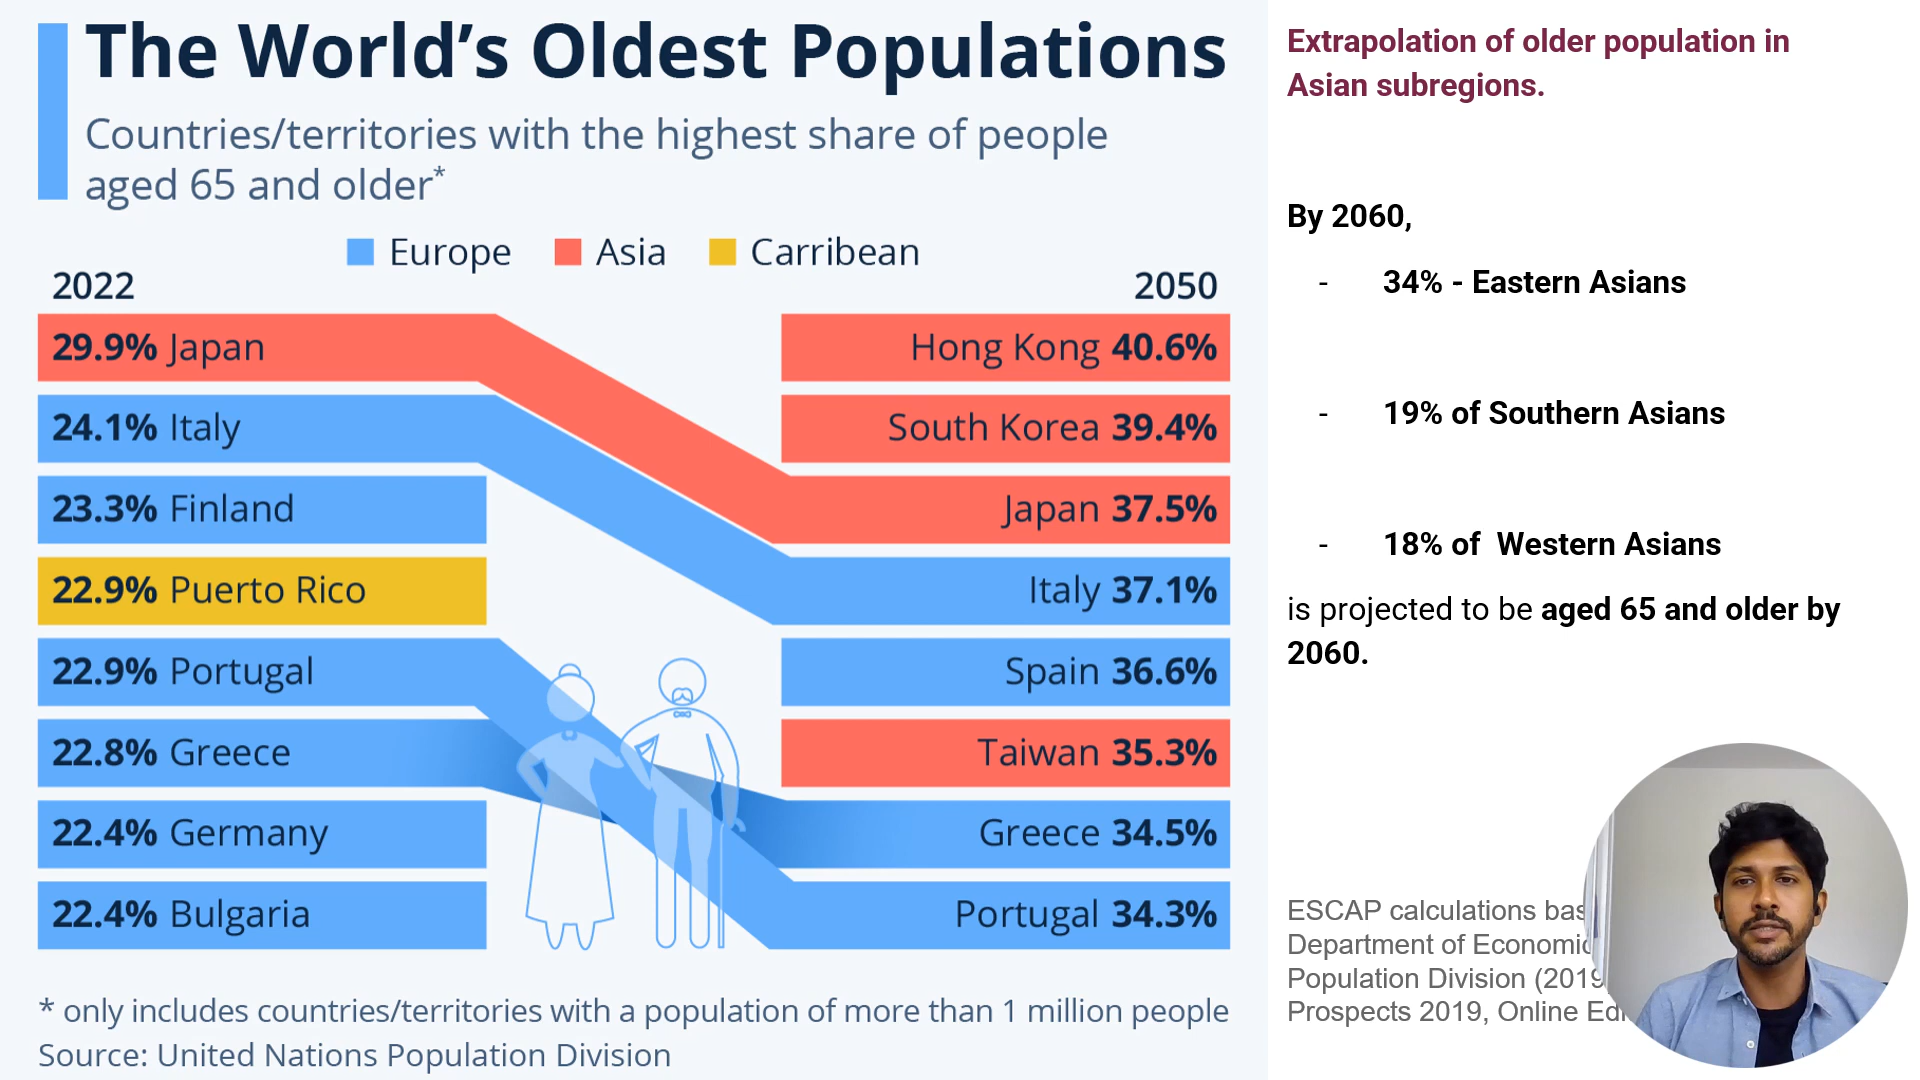 The World’s Oldest Populations
Countries/territories with the highest share of people
aged 65 and older*
Europe Asia Carribean
2022 2050
29.9% Japan
24.1% Italy
23.3% Finland
22.9% Puerto Rico
22.9% Portugal
22.8% Greece
22.4% Germany
22.4% Bulgaria
Hong Kong 40.6%
South Korea 39.4%
Japan 37.5%
Italy 37.1%
Spain 36.6%
Taiwan 35.3%
Greece 34.5%
Portugal 34.3%
* only includes countries/territories with a population of more than 1 million people
Source: United Nations Population Division
Extrapolation of older population in
Asian subregions.
By 2060,
- 34% - Eastern Asians
- 19% of Southern Asians
- 18% of Western Asians
is projected to be aged 65 and older by
2060.
ESCAP calculations
Department of
Population Division (2019
Prospects 2019, Online